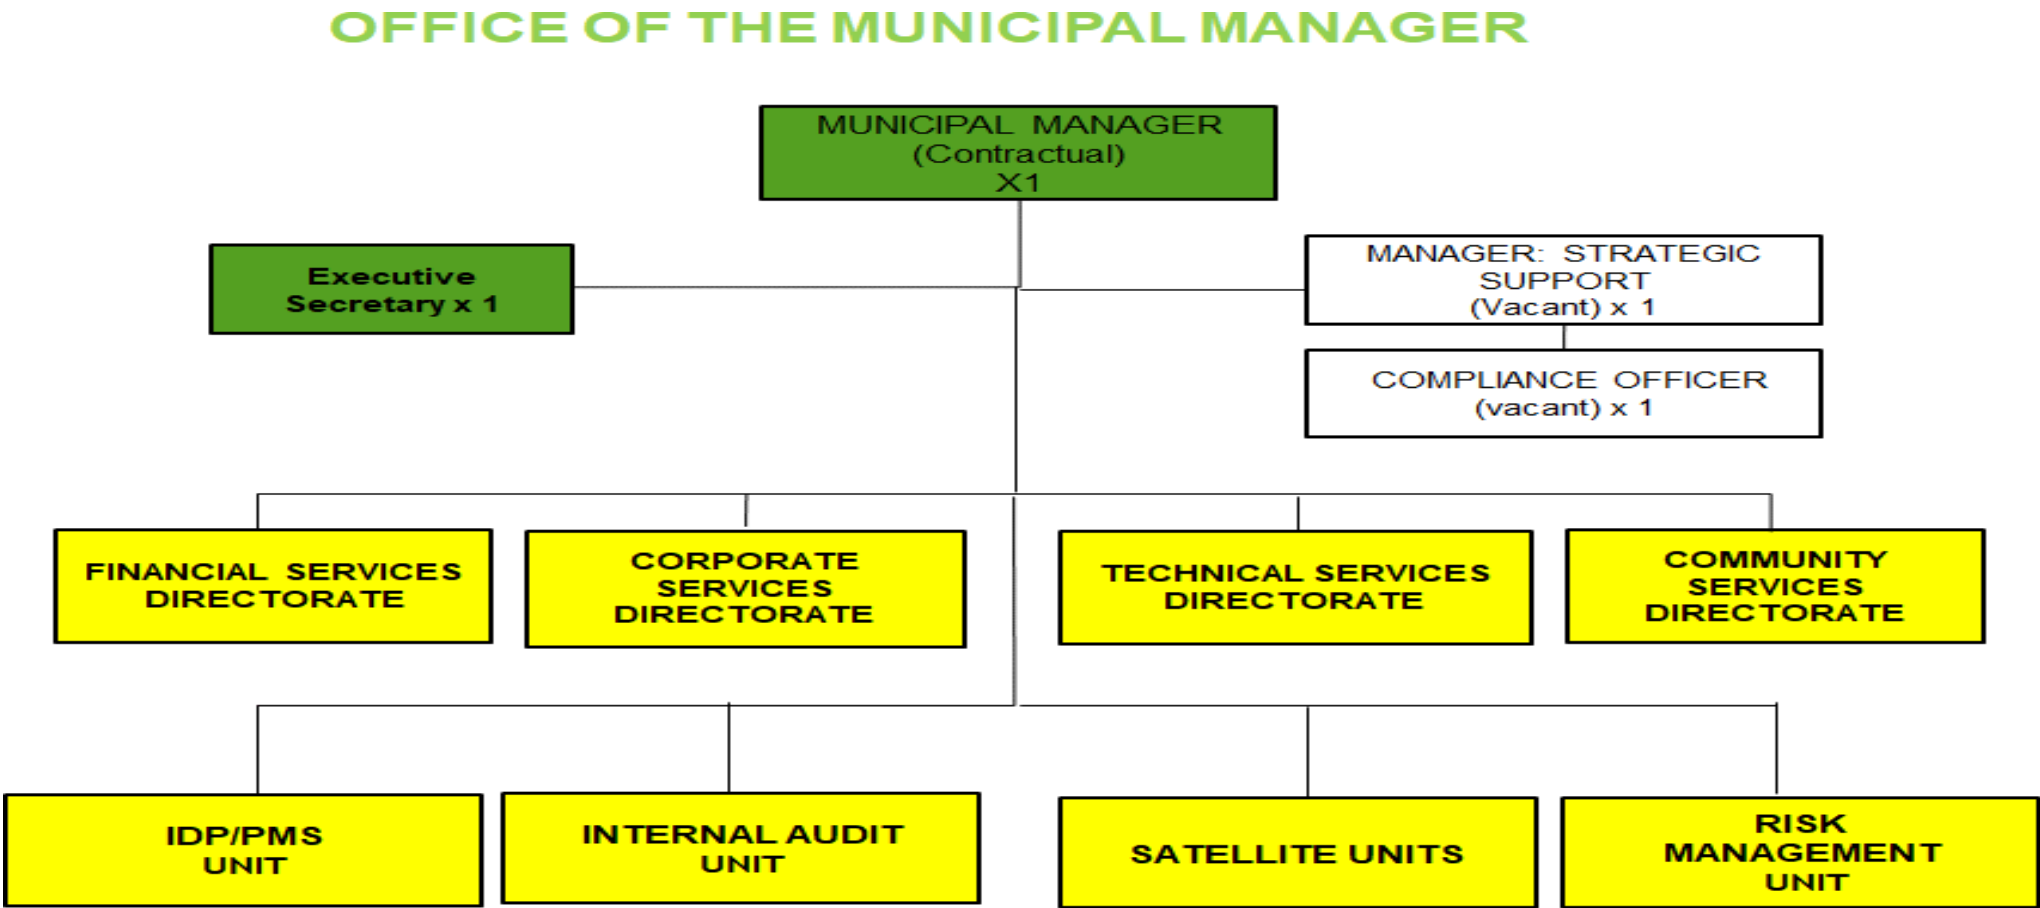 OFFICE OF THE MUNICIPAL MANAGER
MUNICIPAL MANAGER
(Contractual)
X1
Executive
Secretary x 1
MANAGER: STRATEGIC
SUPPORT
(Vacant) x 1
COMPLIANCE OFFICER
(vacant) x 1
FINANCIAL SERVICES
DIRECTORATE
CORPORATE
SERVICES
DIRECTORATE
TECHNICAL SERVICES
DIRECTORATE
COMMUNITY
SERVICES
DIRECTORATE
IDP/PMS
UNIT
INTERNAL AUDIT
UNIT
SATELLITE UNITS
RISK
MANAGEMENT
UNIT